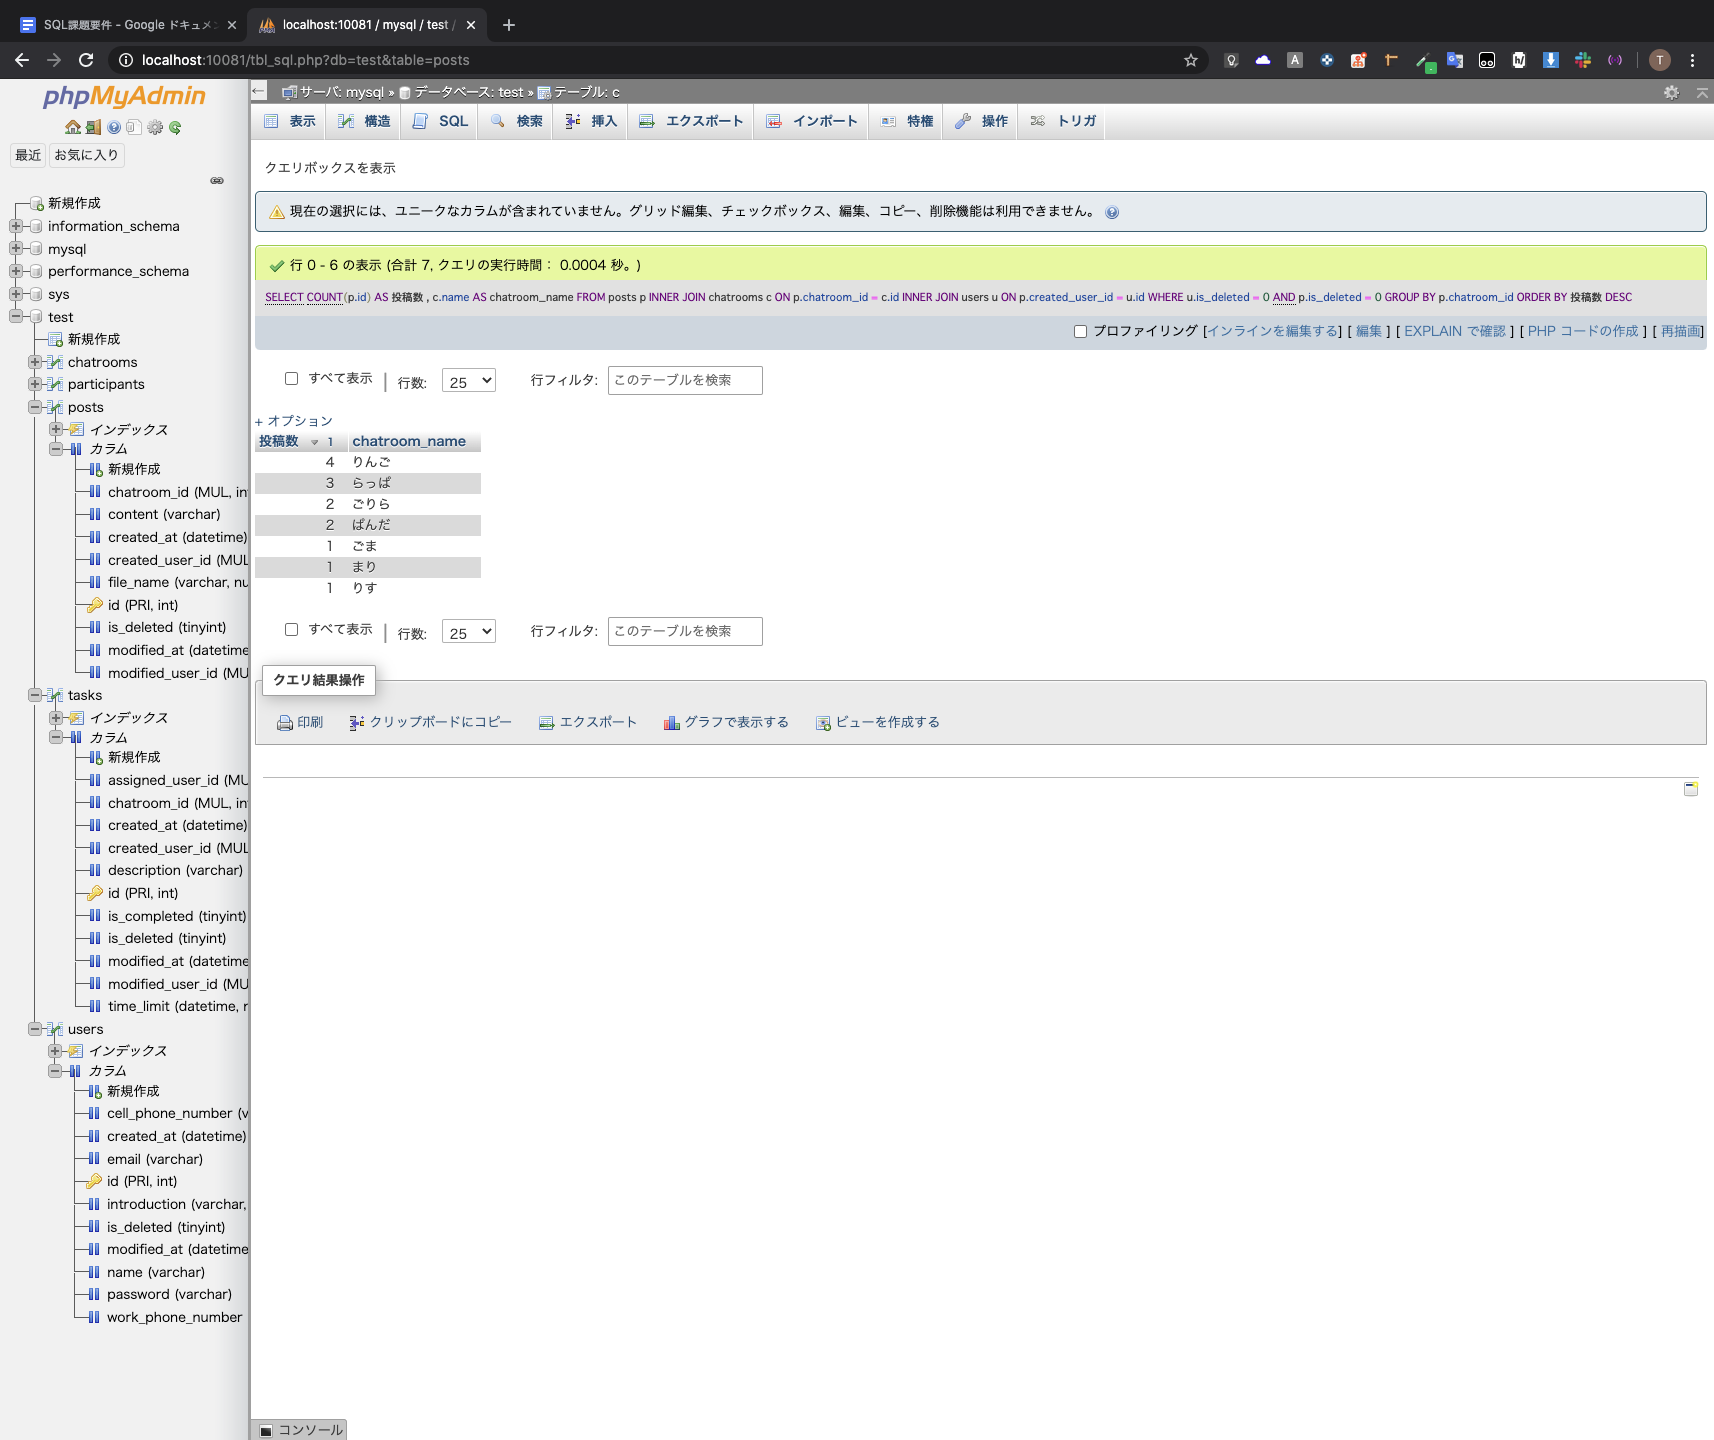 SQL課題要件 - Google ドキュメン
localhost:10081 / mysql / test /
localhost:10081/tbl_sql.php?db=test&table=posts
T
phpMyAdmin
最近 お気に入り
新規作成
information_schema
mysql
performance_schema
sys
test
新規作成
chatrooms
participants
posts
インデックス
カラム
新規作成
chatroom_id (MUL, in
content (varchar)
created_at (datetime)
created_user_id (MUL
file_name (varchar, nu
id (PRI, int)
is_deleted (tinyint)
modified_at (datetime
modified_user_id (MU
tasks
インデックス
カラム
新規作成
assigned_user_id (MU
chatroom_id (MUL, in
created_at (datetime)
created_user_id (MUL
description (varchar)
id (PRI, int)
is_completed (tinyint)
is_deleted (tinyint)
modified_at (datetime
modified_user_id (MU
time_limit (datetime, r
users
インデックス
カラム
新規作成
cell_phone_number (v
created_at (datetime)
email (varchar)
id (PRI, int)
introduction (varchar,
is_deleted (tinyint)
modified_at (datetime
name (varchar)
password (varchar)
work_phone_number
サーバ: mysql » データベース: test » テーブル: c
表示 構造 SQL 検索 挿入 エクスポート インポート 特権 操作 トリガ
クエリボックスを表示
現在の選択には、ユニークなカラムが含まれていません。グリッド編集、チェックボックス、編集、コピー、削除機能は利用できません。
行 0 - 6 の表示 (合計 7, クエリの実行時間： 0.0004 秒。)
SELECT COUNT(p.id) AS 投稿数 , c.name AS chatroom_name FROM posts p INNER JOIN chatrooms c ON p.chatroom_id = c.id INNER JOIN users u ON p.created_user_id = u.id WHERE u.is_deleted = 0 AND p.is_deleted = 0 GROUP BY p.chatroom_id ORDER BY 投稿数 DESC
プロファイリング [インラインを編集する] [ 編集 ] [ EXPLAIN で確認 ] [ PHP コードの作成 ] [ 再描画]
すべて表示 | 行数: 25 行フィルタ: このテーブルを検索
+ オプション
投稿数 1 chatroom_name
4 りんご
3 らっぱ
2 ごりら
2 ぱんだ
1 ごま
1 まり
1 りす
すべて表示 | 行数: 25 行フィルタ: このテーブルを検索
クエリ結果操作
印刷 クリップボードにコピー エクスポート グラフで表示する ビューを作成する
コンソール